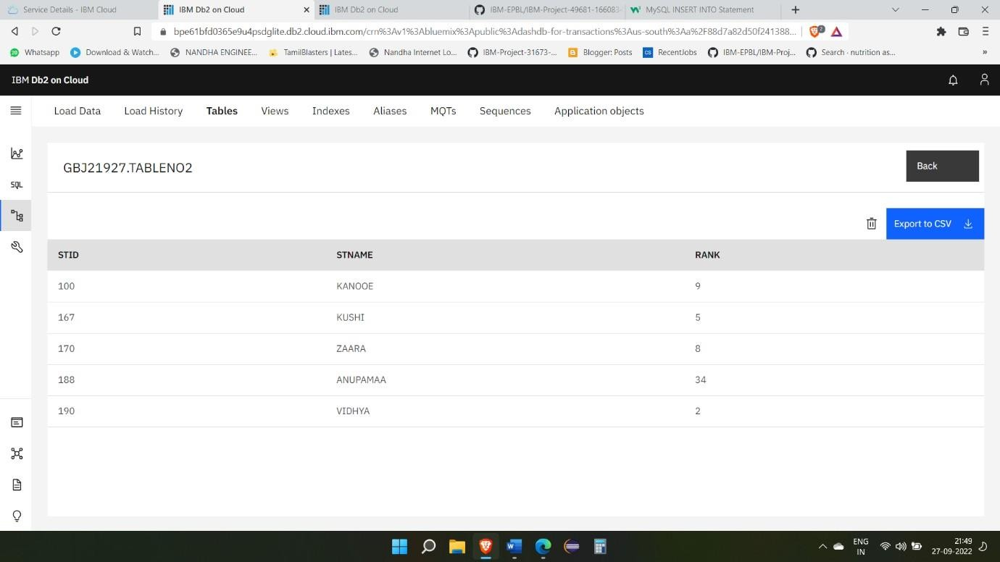 Service Details - IBM Cloud
IBM Db2 on Cloud
IBM Db2 on Cloud
IBM-EPBL/IBM-Project-49681-166083
MySQL INSERT INTO Statement
bpe61bfd0365e9u4psdglite.db2.cloud.ibm.com/crn%3Av1%3Abluemix%3Apublic%3Adashdb-for-transactions%3Aus-south%3Aa%2F88d7a82d50f241388...
2
20 Whatsapp
Download & Watch...
NANDHA ENGINEE...
TamilBlasters | Lates...
Nandha Internet Lo...
IBM-Project-31673-...
Blogger: Posts
CS RecentJobs
IBM-EPBL/IBM-Proj...
Search · nutrition as...
»
IBM Db2 on Cloud
Load Data Load History Tables Views Indexes Aliases MQTs Sequences Application objects
SQL
GBJ21927.TABLENO2
Back
Export to CSV
STID STNAME RANK
100 KANOOE 9
167 KUSHI 5
170 ZAARA 8
188 ANUPAMAA 34
190 VIDHYA 2
ENG
IN
21:49
27-09-2022